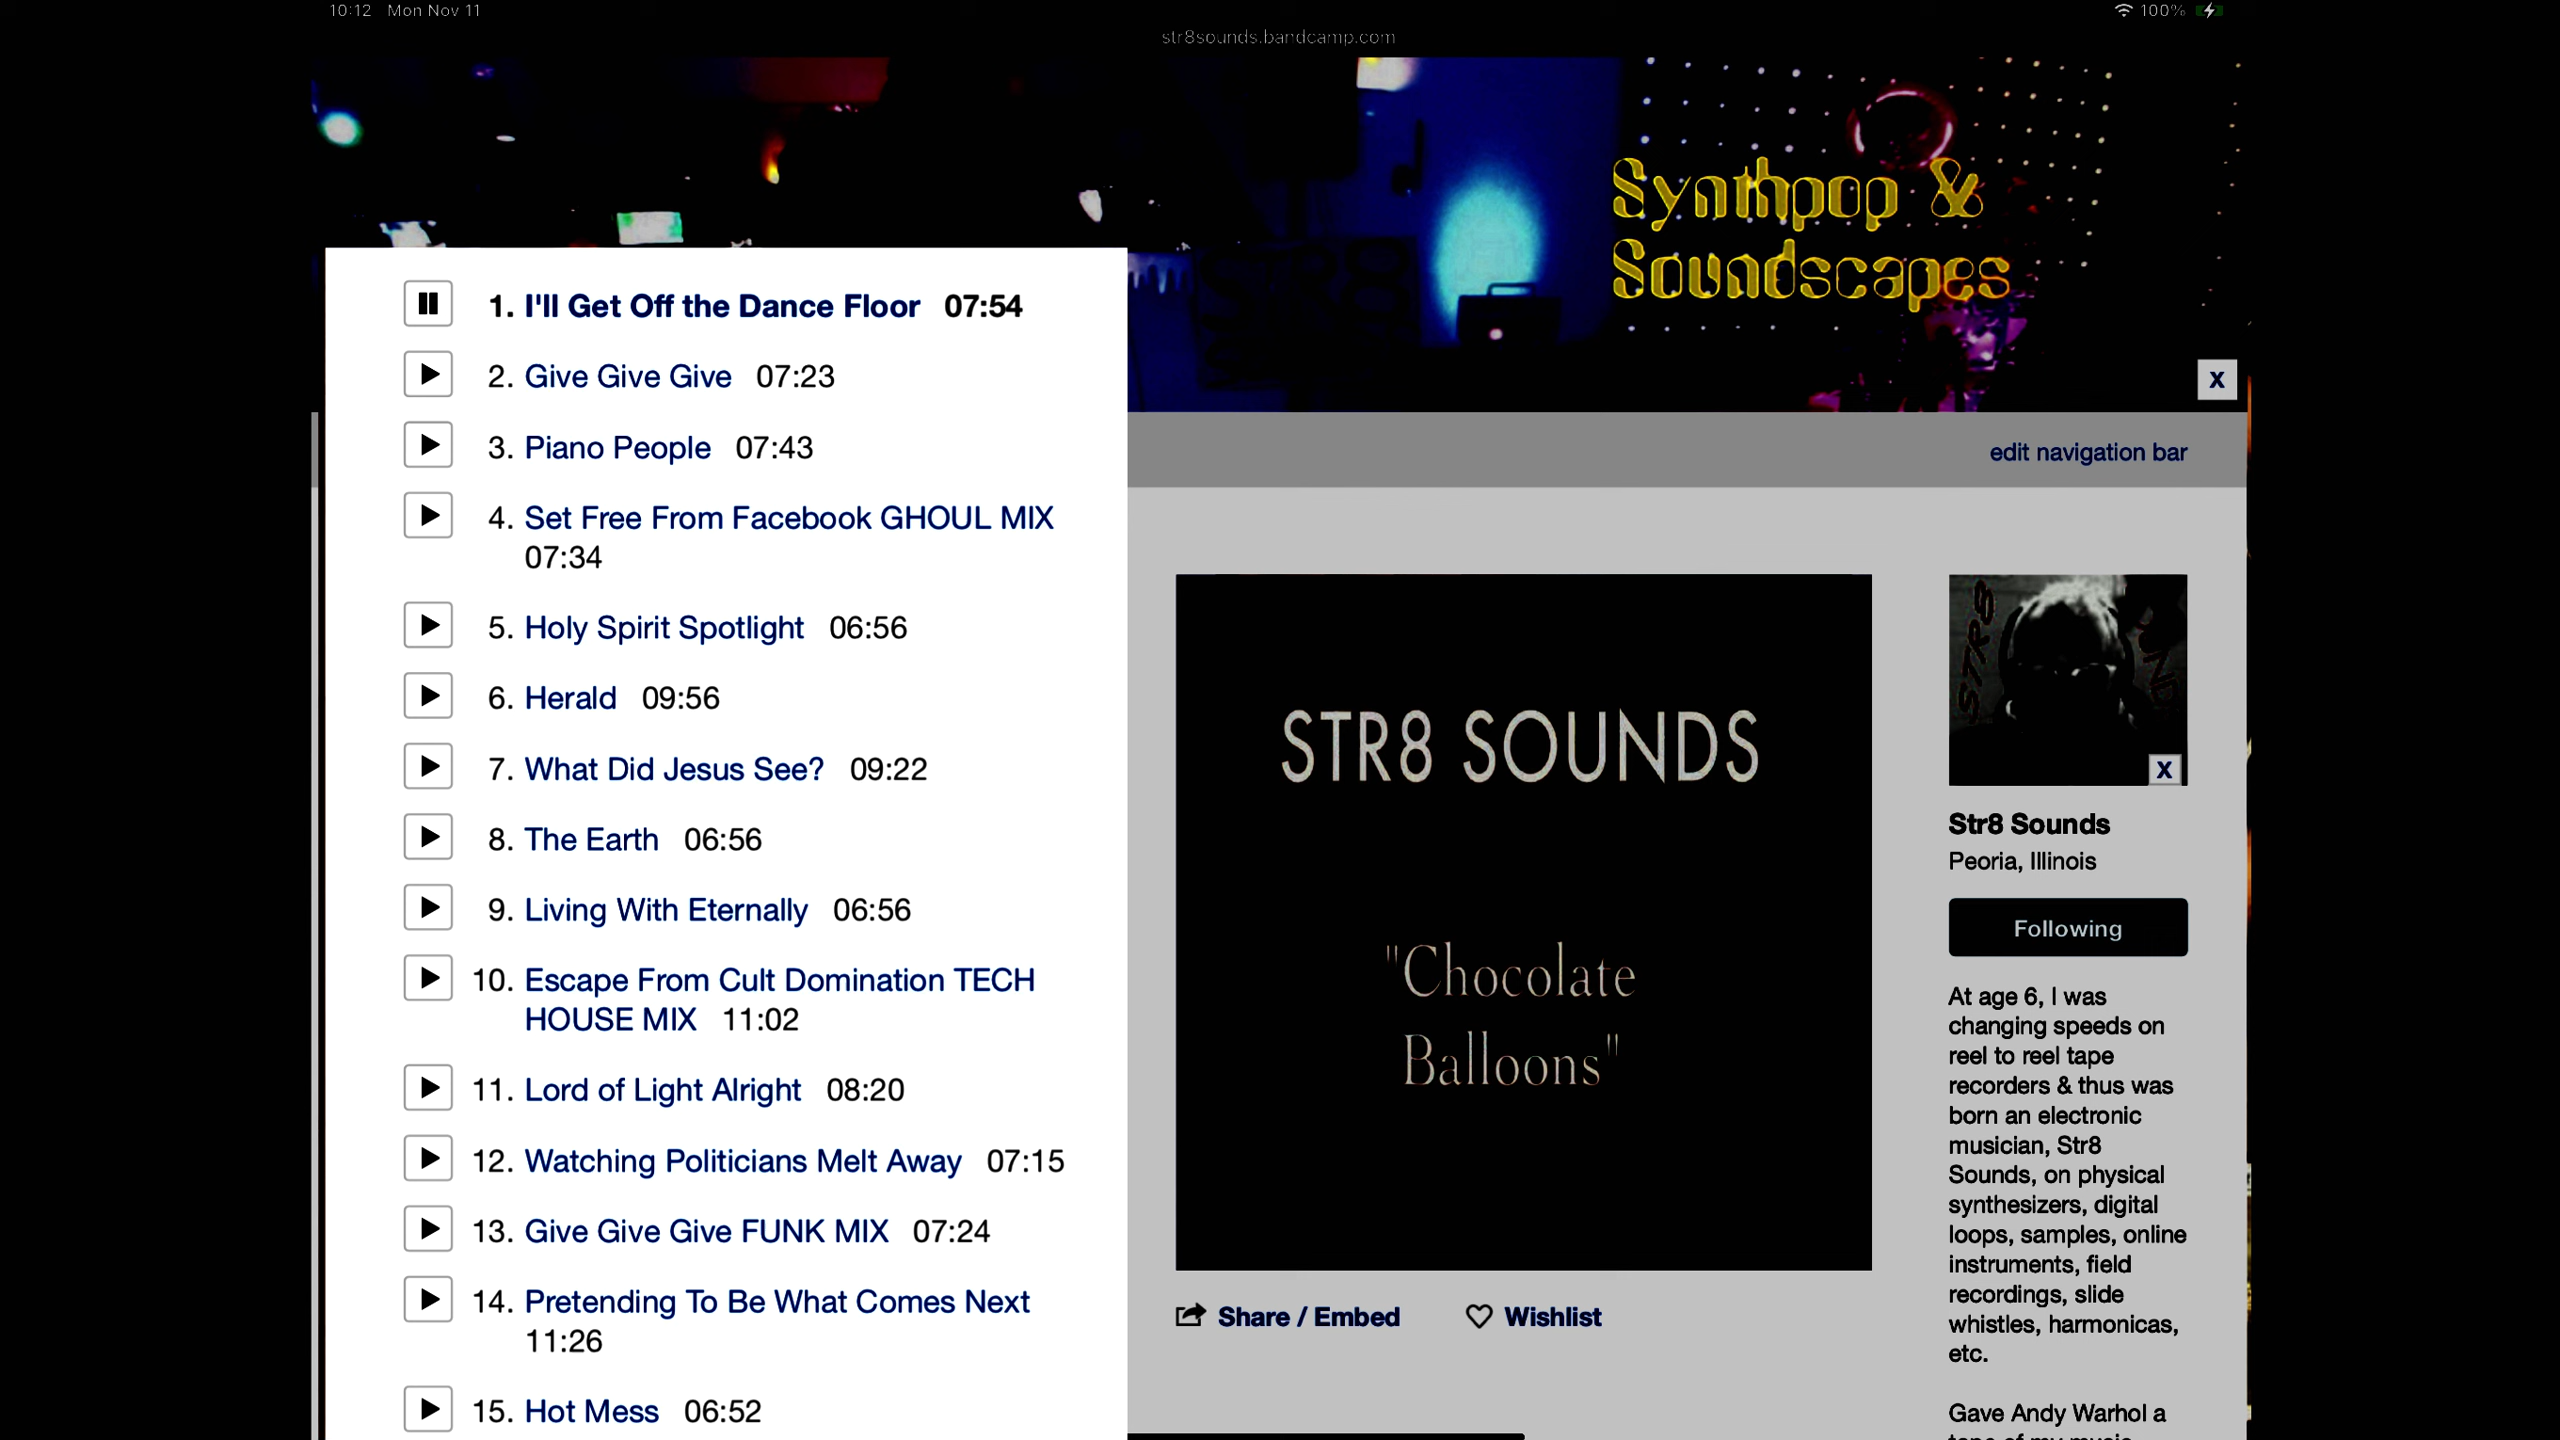 10:12 Mon Nov 11
100%
str8sounds.bandcamp.com
Synthpop &
Soundscapes
x
edit navigation bar
1. I'll Get Off the Dance Floor 07:54
2. Give Give Give 07:23
3. Piano People 07:43
4. Set Free From Facebook GHOUL MIX
07:34
5. Holy Spirit Spotlight 06:56
6. Herald 09:56
7. What Did Jesus See? 09:22
8. The Earth 06:56
9. Living With Eternally 06:56
10. Escape From Cult Domination TECH
HOUSE MIX 11:02
11. Lord of Light Alright 08:20
12. Watching Politicians Melt Away 07:15
13. Give Give Give FUNK MIX 07:24
14. Pretending To Be What Comes Next
11:26
15. Hot Mess 06:52
STR8 SOUNDS
"Chocolate
Balloons"
Share / Embed Wishlist
STR8
x
Str8 Sounds
Peoria, Illinois
Following
At age 6, I was
changing speeds on
reel to reel tape
recorders & thus was
born an electronic
musician, Str8
Sounds, on physical
synthesizers, digital
loops, samples, online
instruments, field
recordings, slide
whistles, harmonicas,
etc.
Gave Andy Warhol a